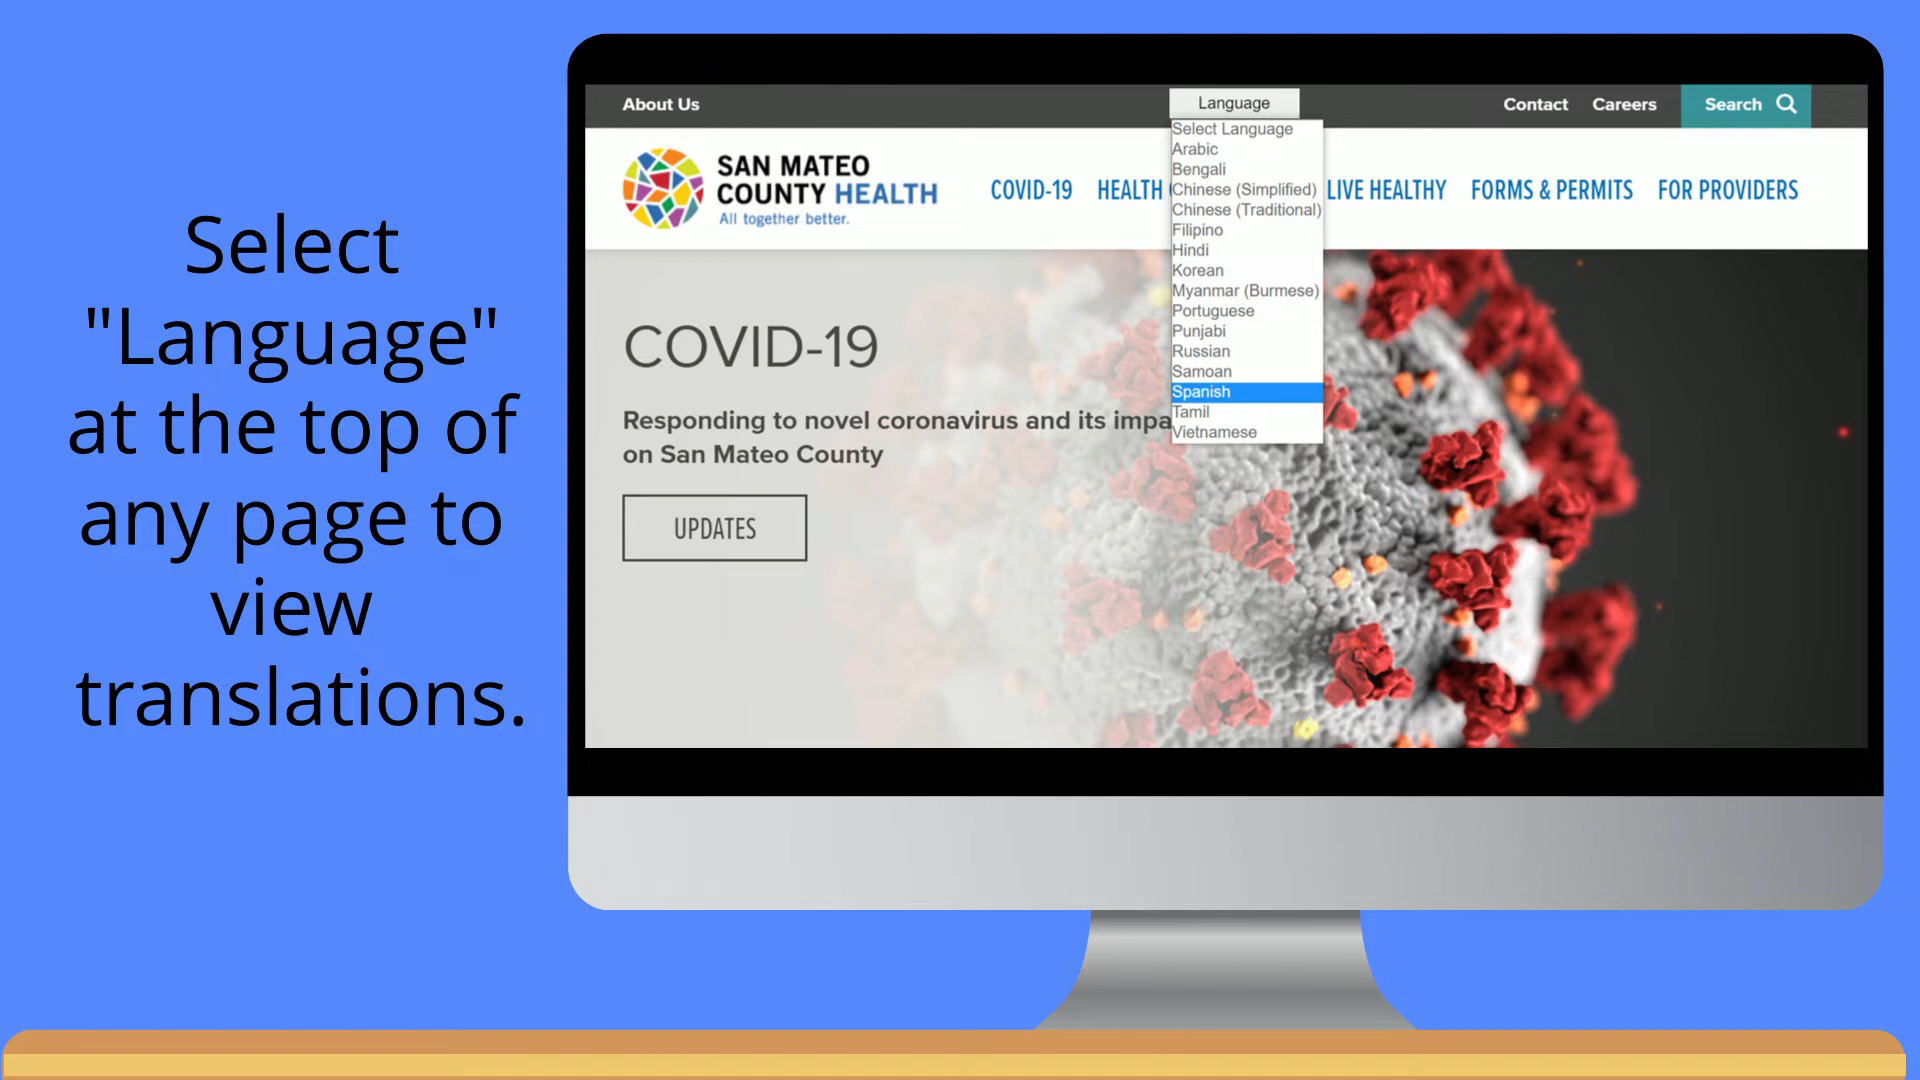 Select
"Language"
at the top of
any page to
view
translations.
About Us
Language
Contact
Careers
Search
SAN MATEO
COUNTY HEALTH
All together better.
COVID-19
HEALTH
LIVE HEALTHY
FORMS & PERMITS
FOR PROVIDERS
Select Language
Arabic
Bengali
Chinese (Simplified)
Chinese (Traditional)
Filipino
Hindi
Korean
Myanmar (Burmese)
Portuguese
Punjabi
Russian
Samoan
Spanish
Tamil
Vietnamese
COVID-19
Responding to novel coronavirus and its impa
on San Mateo County
UPDATES